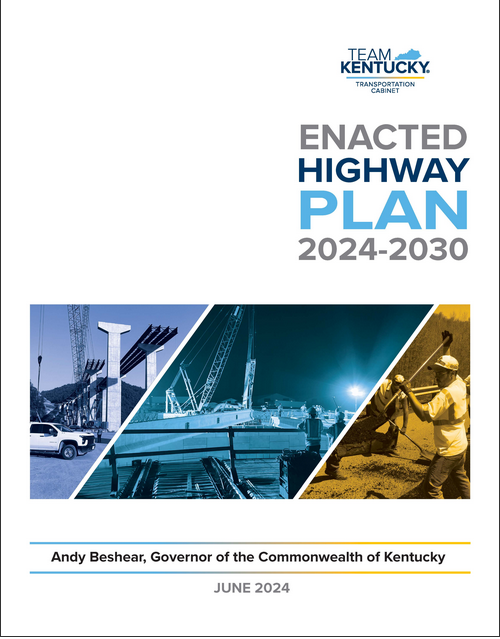 TEAM
KENTUCKY®
TRANSPORTATION
CABINET
ENACTED
HIGHWAY
PLAN
2024-2030
Andy Beshear, Governor of the Commonwealth of Kentucky
JUNE 2024